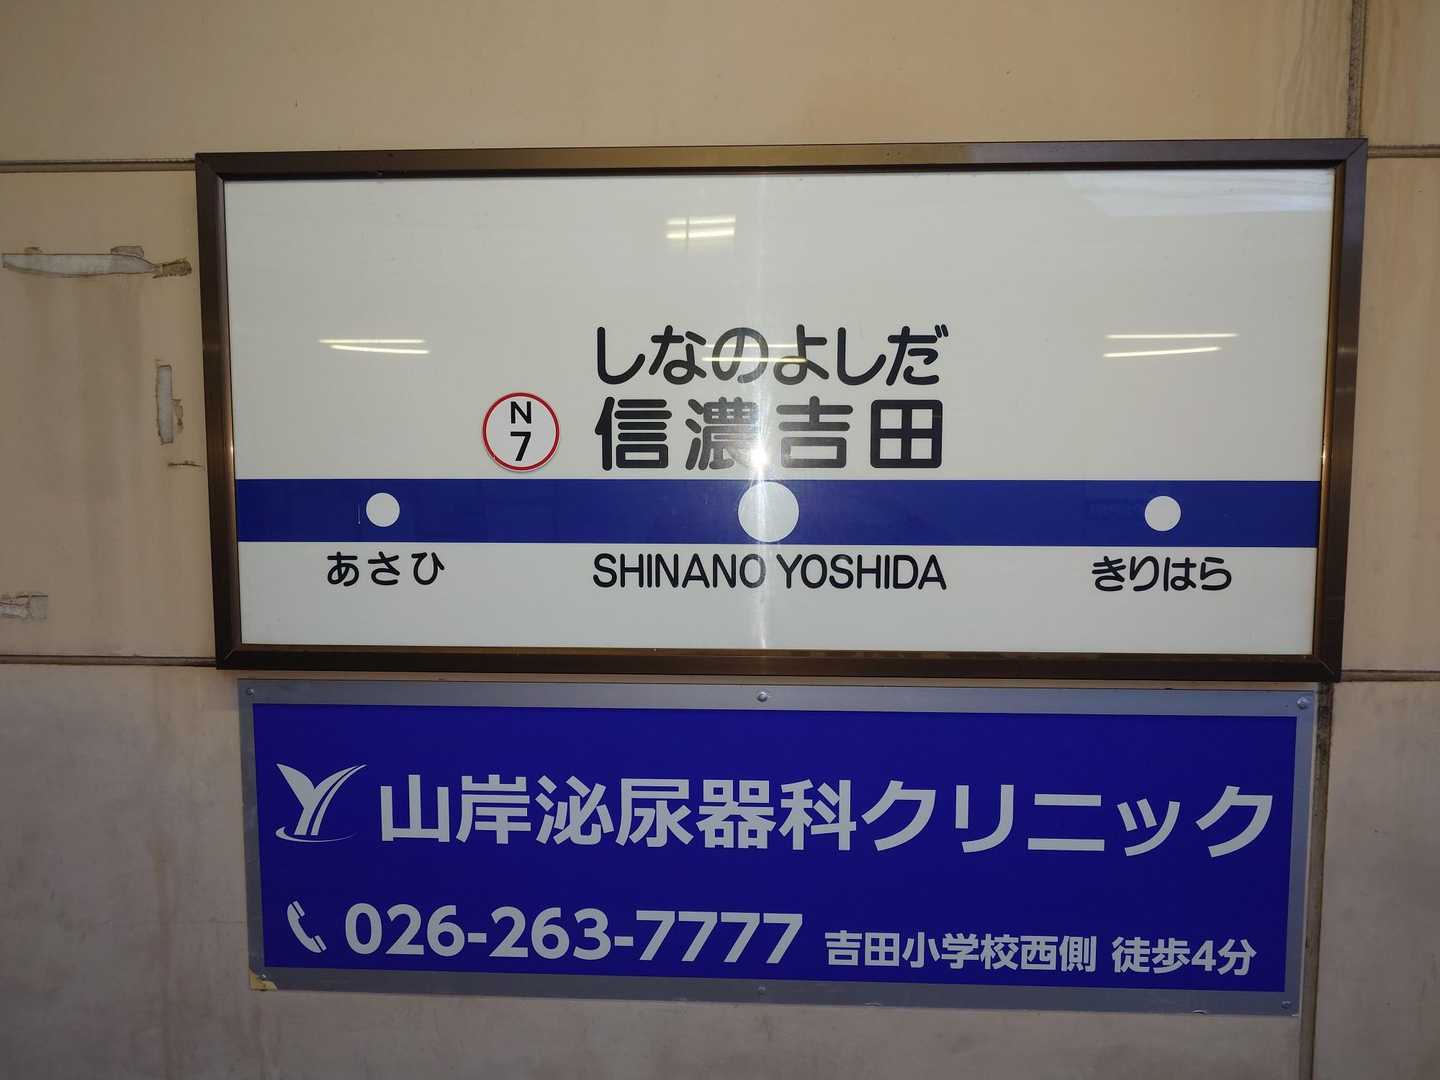 しなのよしだ
N
7
信濃吉田
あさひ
SHINANO YOSHIDA
きりはら
山岸泌尿器科クリニック
026-263-7777 吉田小学校西側 徒歩4分